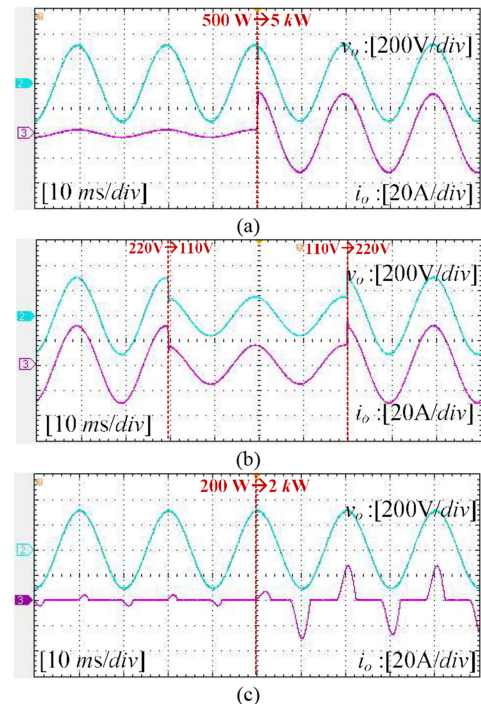 500 W→5 kW
v_o :[200V/div]
2
3
[10 ms/div]
i_o :[20A/div]
(a)
220V→110V
110V→220V
v_o :[200V/div]
2
3
[10 ms/div]
i_o :[20A/div]
(b)
200 W→2 kW
v_o :[200V/div]
2
3
[10 ms/div]
i_o :[20A/div]
(c)